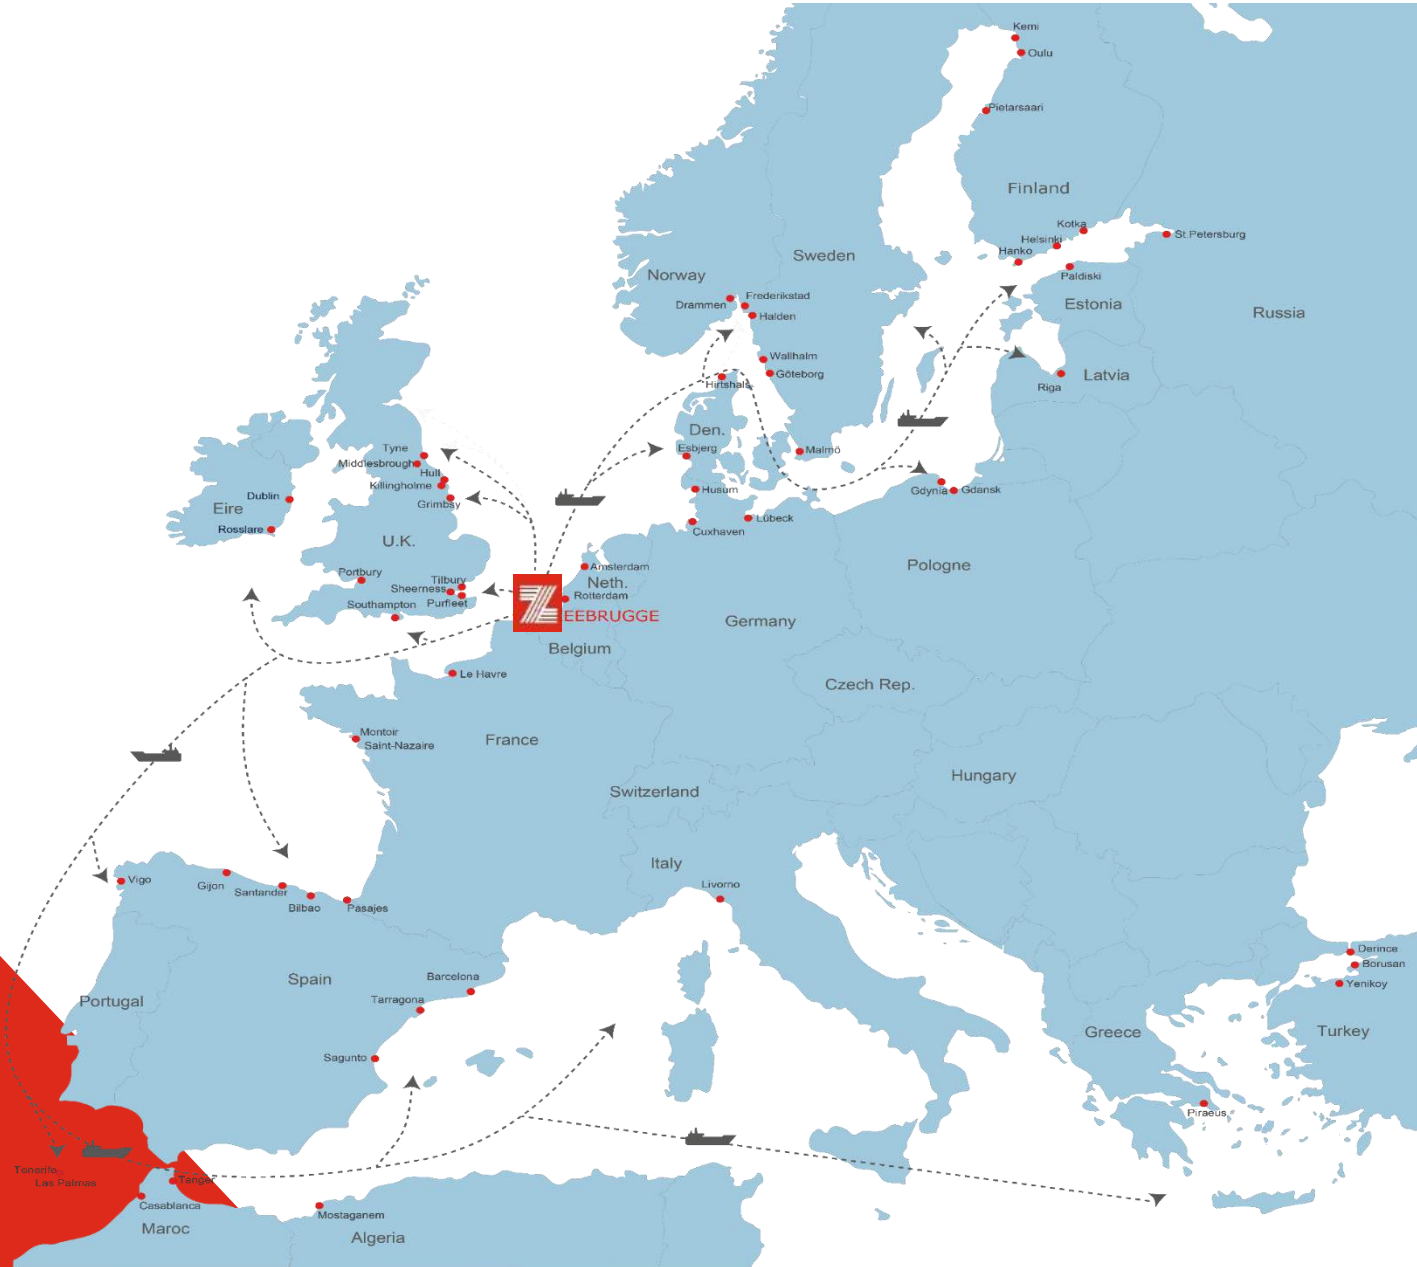 Kemi
Oulu
Pietarsaari
Finland
Kotka
Helsinki
Hanko
St.Petersburg
Paldiski
Sweden
Norway
Drammen
Frederikstad
Halden
Estonia
Russia
Wallhalm
Göteborg
Hirtshals
Riga
Latvia
Den.
Esbjerg
Malmö
Tyne
Middlesbrough
Hull
Killingholme
Grimbsy
Husum
Gdynia
Gdansk
Dublin
Eire
Rosslare
Lübeck
Cuxhaven
U.K.
Portbury
Tilbury
Sheerness
Purfleet
Southampton
Amsterdam
Neth.
Rotterdam
Pologne
ZEEBRUGGE
Germany
Belgium
Le Havre
Czech Rep.
Montoir
Saint-Nazaire
France
Switzerland
Hungary
Italy
Livorno
Vigo
Gijon
Santander
Bilbao
Pasajes
Derince
Borusan
Yenikoy
Barcelona
Spain
Tarragona
Portugal
Sagunto
Greece
Turkey
Piraeus
Tenerife
Las Palmas
Tanger
Casablanca
Mostaganem
Maroc
Algeria